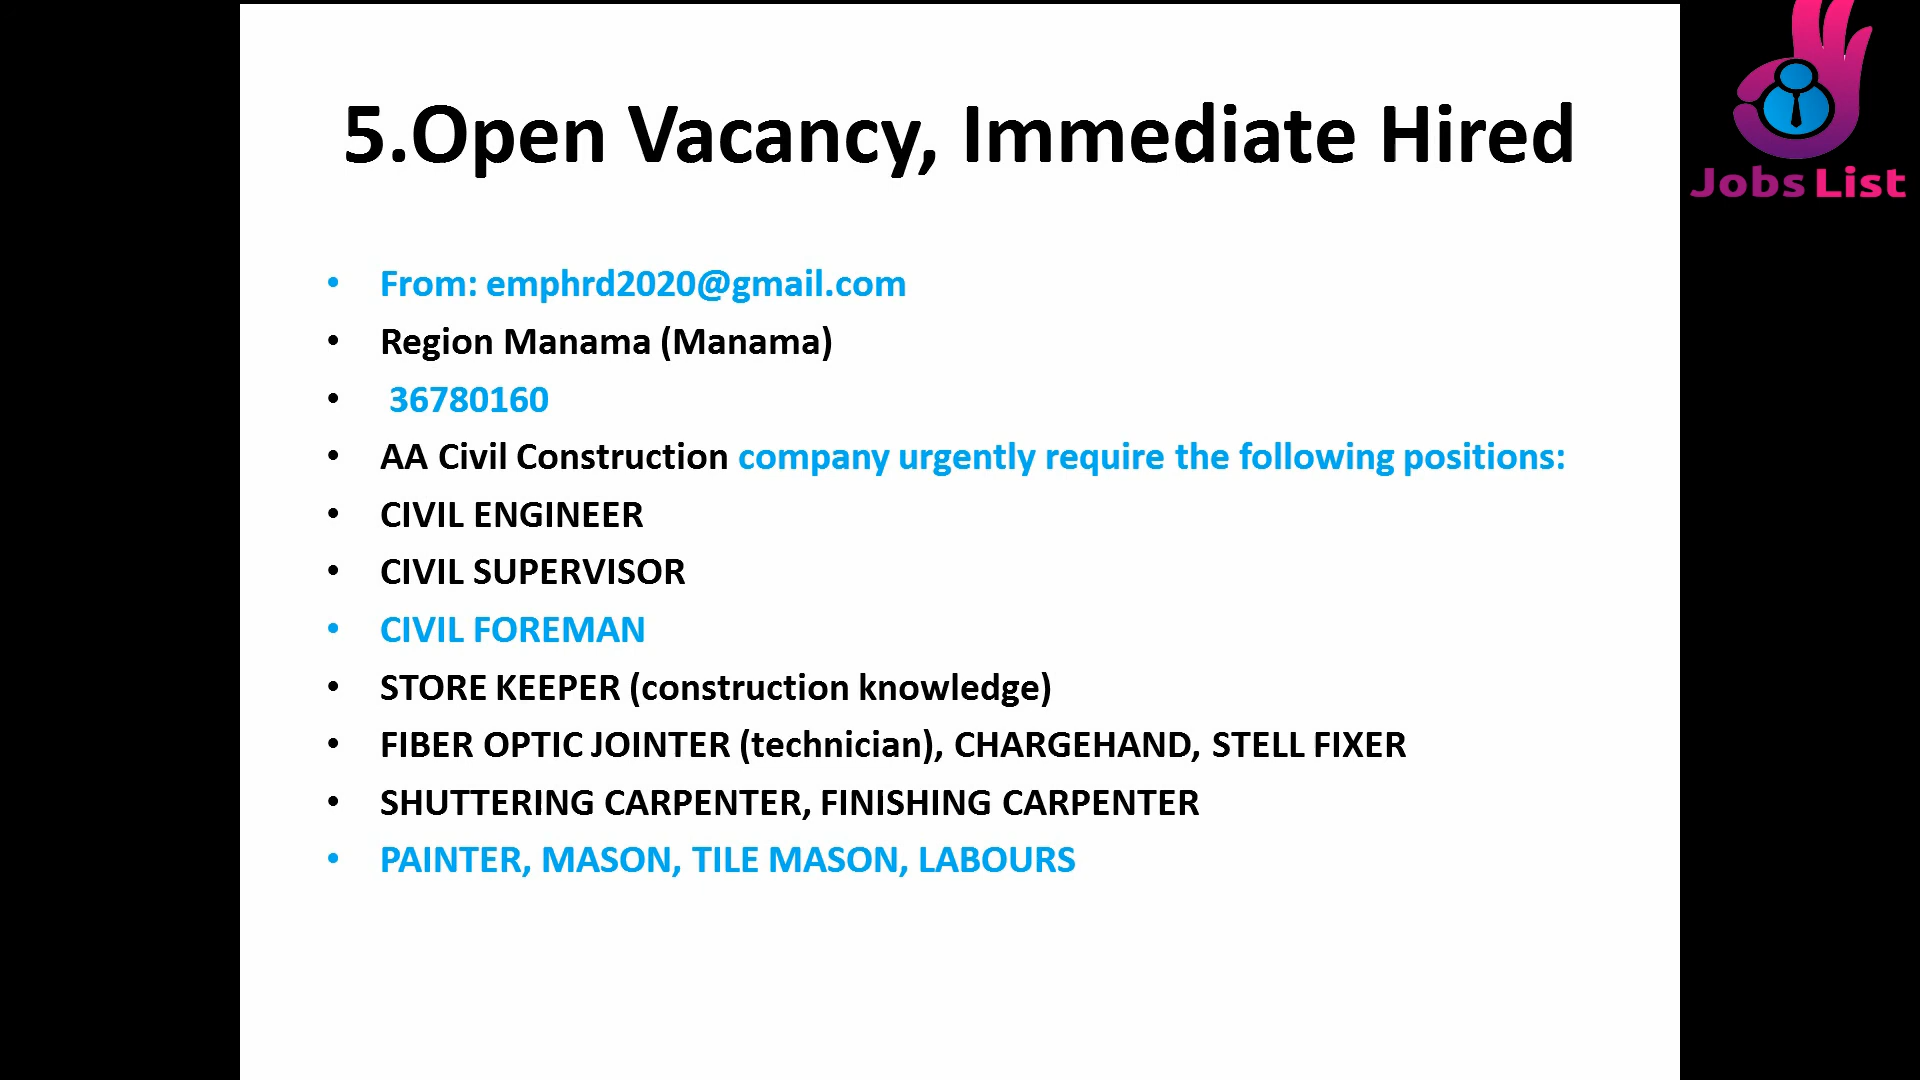 5.Open Vacancy, Immediate Hired
Jobs List
• From: emphrd2020@gmail.com
• Region Manama (Manama)
• 36780160
• AA Civil Construction company urgently require the following positions:
• CIVIL ENGINEER
• CIVIL SUPERVISOR
• CIVIL FOREMAN
• STORE KEEPER (construction knowledge)
• FIBER OPTIC JOINTER (technician), CHARGEHAND, STELL FIXER
• SHUTTERING CARPENTER, FINISHING CARPENTER
• PAINTER, MASON, TILE MASON, LABOURS